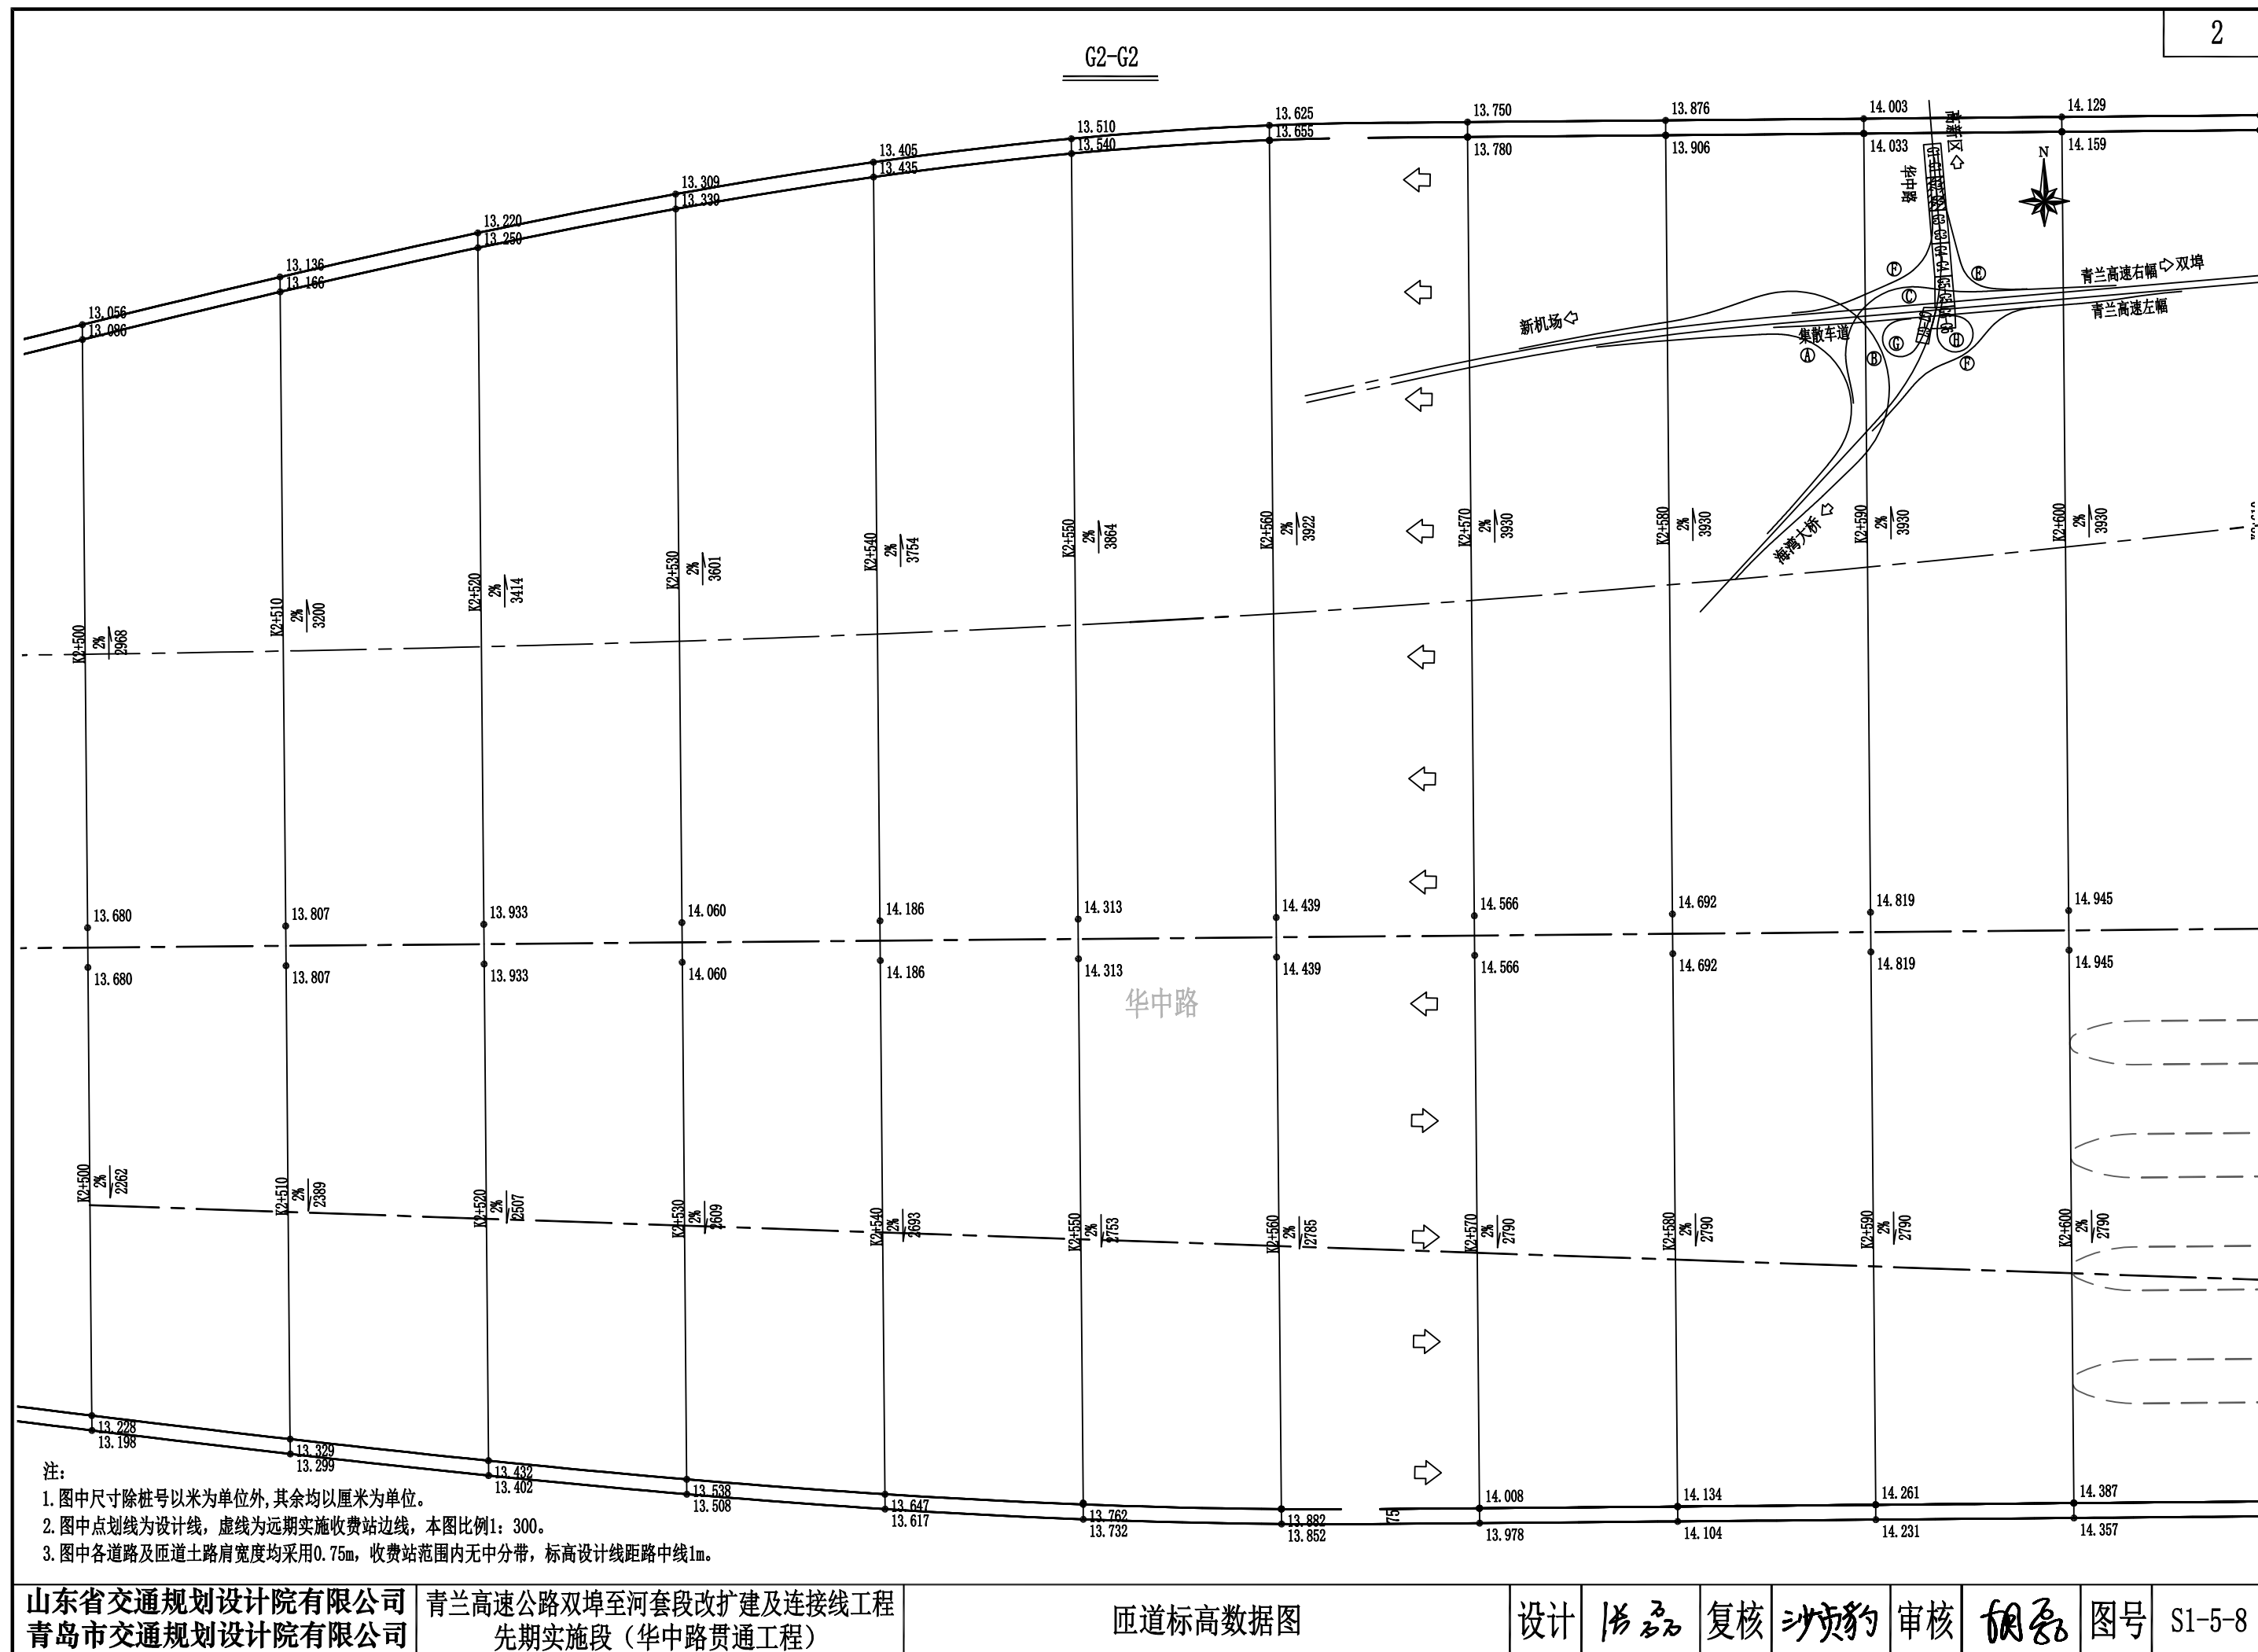 2
G2-G2
13.056
13.086
13.136
13.166
13.220
13.250
13.309
13.339
13.405
13.435
13.510
13.540
13.625
13.655
13.750
13.780
13.876
13.906
14.003
14.033
14.129
14.159
高新区
华中路
N
青兰高速右幅 双埠
青兰高速左幅
新机场
集散车道
海湾大桥
A
B
C
E
F
G
H
F
K2+500 2% 2968
K2+510 2% 3200
K2+520 2% 3414
K2+530 2% 3601
K2+540 2% 3754
K2+550 2% 3864
K2+560 2% 3922
K2+570 2% 3930
K2+580 2% 3930
K2+590 2% 3930
K2+600 2% 3930
13.680
13.807
13.933
14.060
14.186
14.313
14.439
14.566
14.692
14.819
14.945
13.680
13.807
13.933
14.060
14.186
14.313
14.439
14.566
14.692
14.819
14.945
华中路
K2+500 2% 2262
K2+510 2% 2389
K2+520 2% 2507
K2+530 2% 2609
K2+540 2% 2693
K2+550 2% 2753
K2+560 2% 2785
K2+570 2% 2790
K2+580 2% 2790
K2+590 2% 2790
K2+600 2% 2790
13.228
13.198
13.329
13.299
13.432
13.402
13.538
13.508
13.647
13.617
13.762
13.732
13.882
13.852
75
14.008
13.978
14.134
14.104
14.261
14.231
14.387
14.357
注:
1.图中尺寸除桩号以米为单位外,其余均以厘米为单位。
2.图中点划线为设计线，虚线为远期实施收费站边线，本图比例1：300。
3.图中各道路及匝道土路肩宽度均采用0.75m，收费站范围内无中分带，标高设计线距路中线1m。
山东省交通规划设计院有限公司
青岛市交通规划设计院有限公司
青兰高速公路双埠至河套段改扩建及连接线工程
先期实施段（华中路贯通工程）
匝道标高数据图
设计
复核
审核
图号
S1-5-8